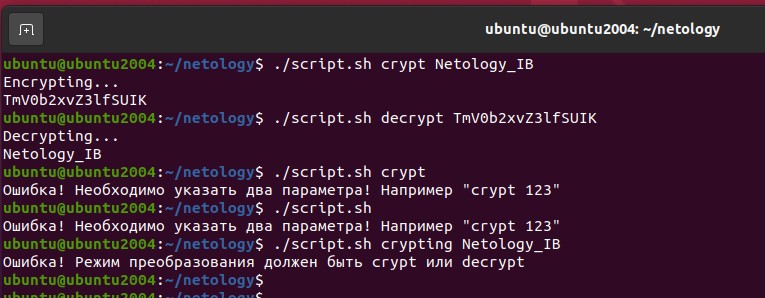 ubuntu@ubuntu2004: ~/netology
ubuntu@ubuntu2004:~/netology$ ./script.sh crypt Netology_IB
Encrypting...
TmV0b2xvZ3lfSUIK
ubuntu@ubuntu2004:~/netology$ ./script.sh decrypt TmV0b2xvZ3lfSUIK
Decrypting...
Netology_IB
ubuntu@ubuntu2004:~/netology$ ./script.sh crypt
Ошибка! Необходимо указать два параметра! Например "crypt 123"
ubuntu@ubuntu2004:~/netology$ ./script.sh
Ошибка! Необходимо указать два параметра! Например "crypt 123"
ubuntu@ubuntu2004:~/netology$ ./script.sh crypting Netology_IB
Ошибка! Режим преобразования должен быть crypt или decrypt
ubuntu@ubuntu2004:~/netology$